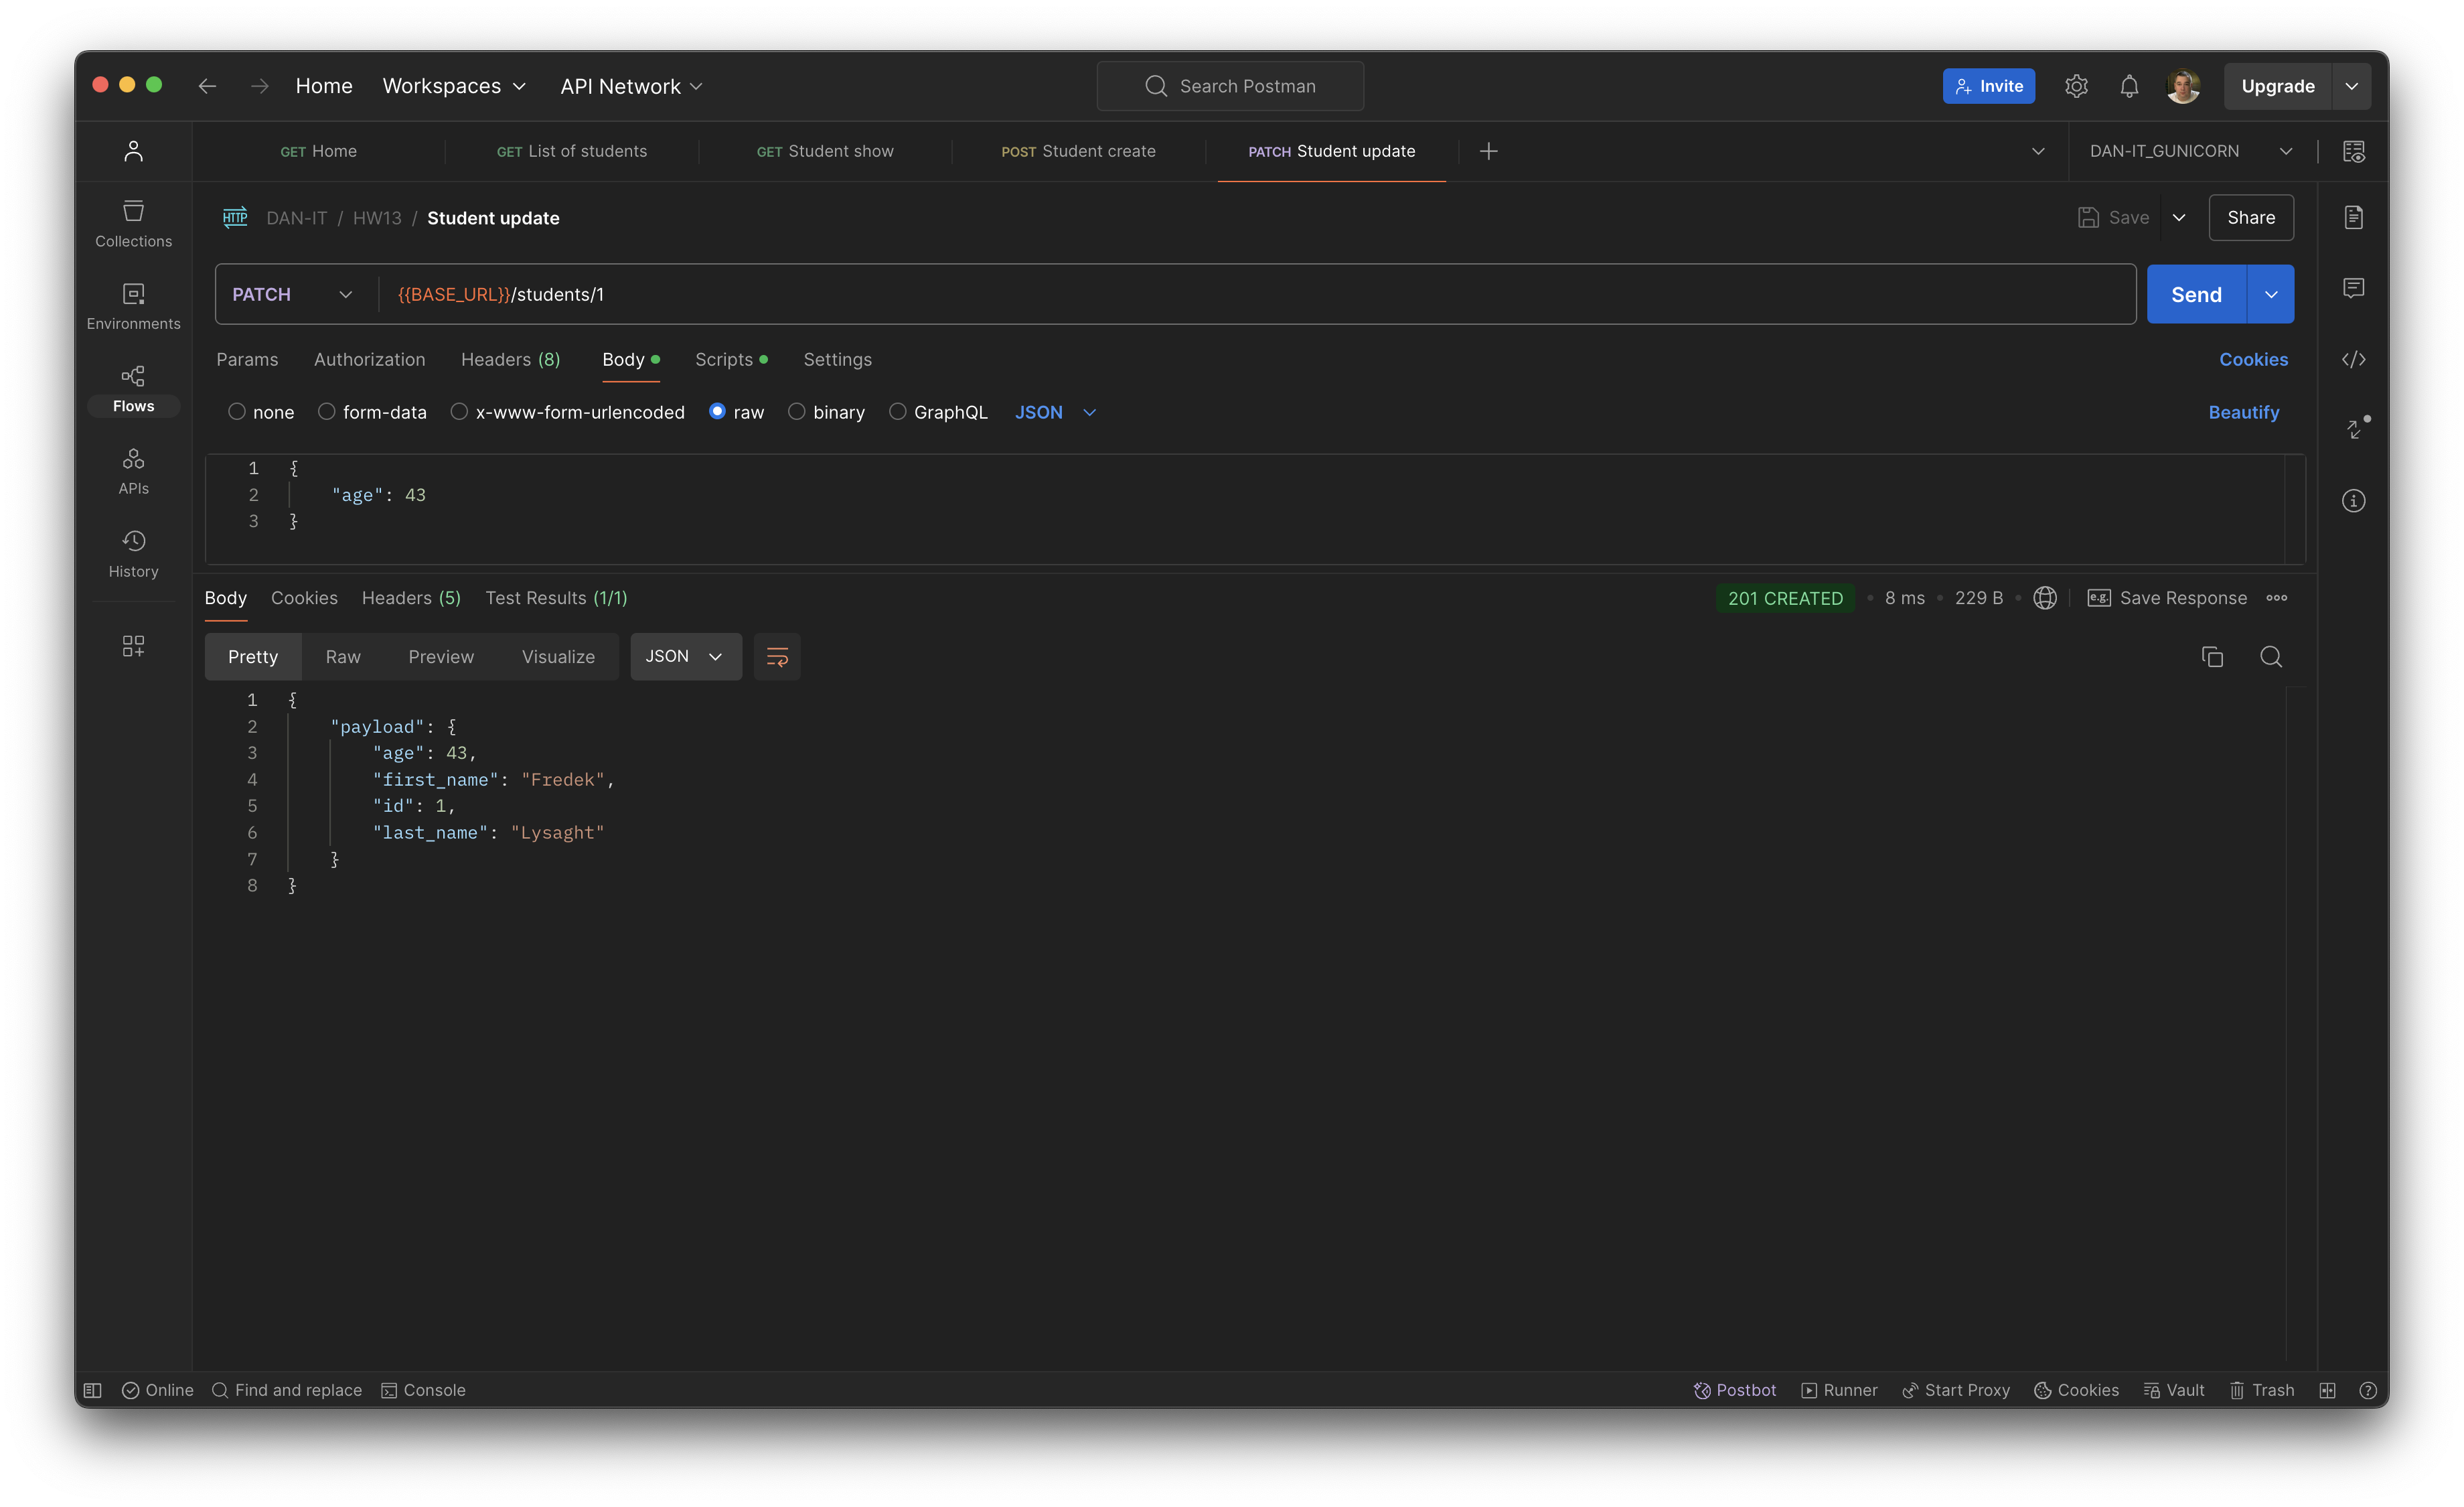 Home Workspaces API Network Search Postman Invite Upgrade
GET Home GET List of students GET Student show POST Student create PATCH Student update DAN-IT_GUNICORN
HTTP DAN-IT / HW13 / Student update Save Share
PATCH {{BASE_URL}}/students/1 Send
Params Authorization Headers (8) Body Scripts Settings Cookies
none form-data x-www-form-urlencoded raw binary GraphQL JSON Beautify
1 {
2 "age": 43
3 }
Collections
Environments
Flows
APIs
History
Body Cookies Headers (5) Test Results (1/1) 201 CREATED 8 ms 229 B e.g. Save Response
Pretty Raw Preview Visualize JSON
1 {
2 "payload": {
3 "age": 43,
4 "first_name": "Fredek",
5 "id": 1,
6 "last_name": "Lysaght"
7 }
8 }
Online Find and replace Console Postbot Runner Start Proxy Cookies Vault Trash